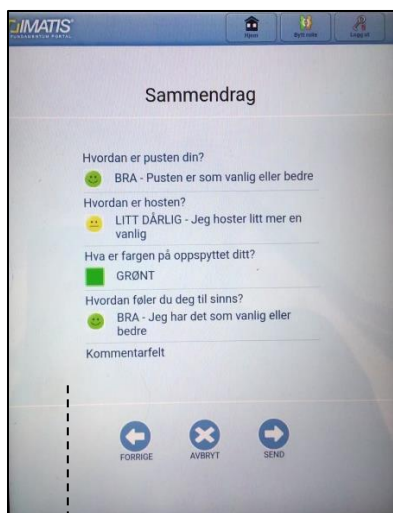 IMATIS
FUNDAMENTUM PORTAL
Hjem
Bytt rolle
Logg ut
Sammendrag
Hvordan er pusten din?
BRA - Pusten er som vanlig eller bedre
Hvordan er hosten?
LITT DÅRLIG - Jeg hoster litt mer en
vanlig
Hva er fargen på oppspyttet ditt?
GRØNT
Hvordan føler du deg til sinns?
BRA - Jeg har det som vanlig eller
bedre
Kommentarfelt
FORRIGE
AVBRYT
SEND